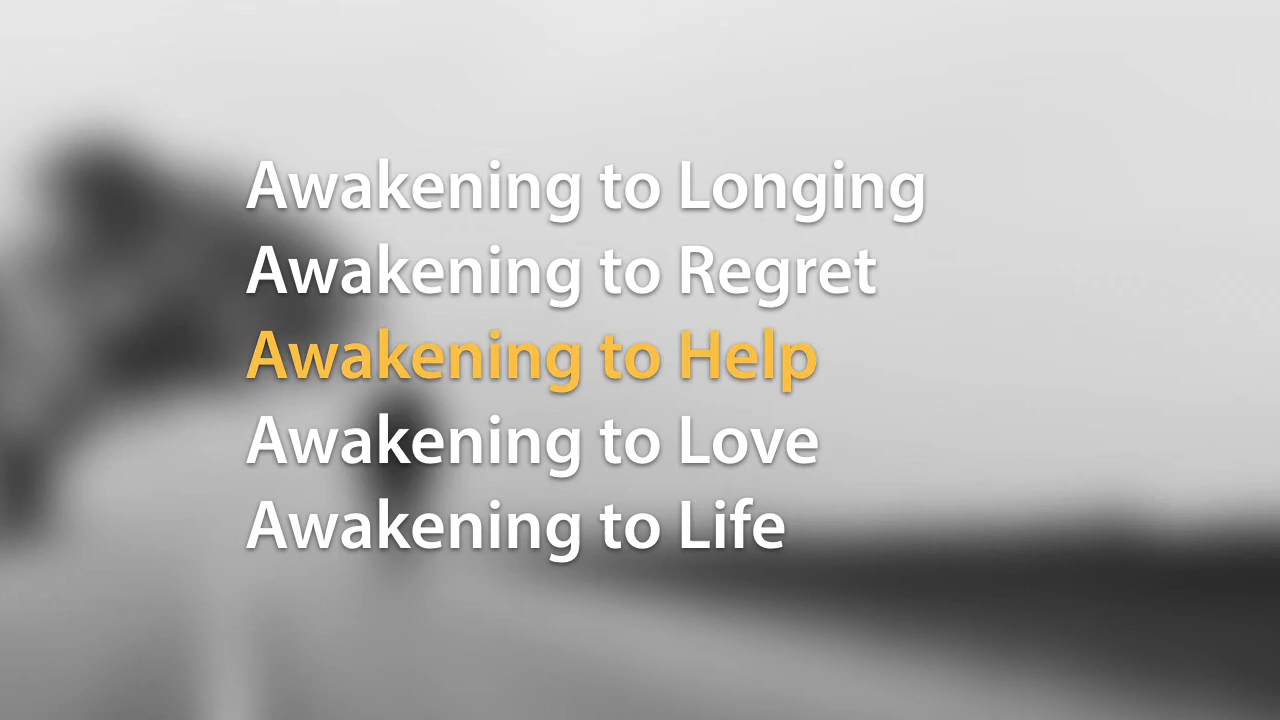 Awakening to Longing
Awakening to Regret
Awakening to Help
Awakening to Love
Awakening to Life